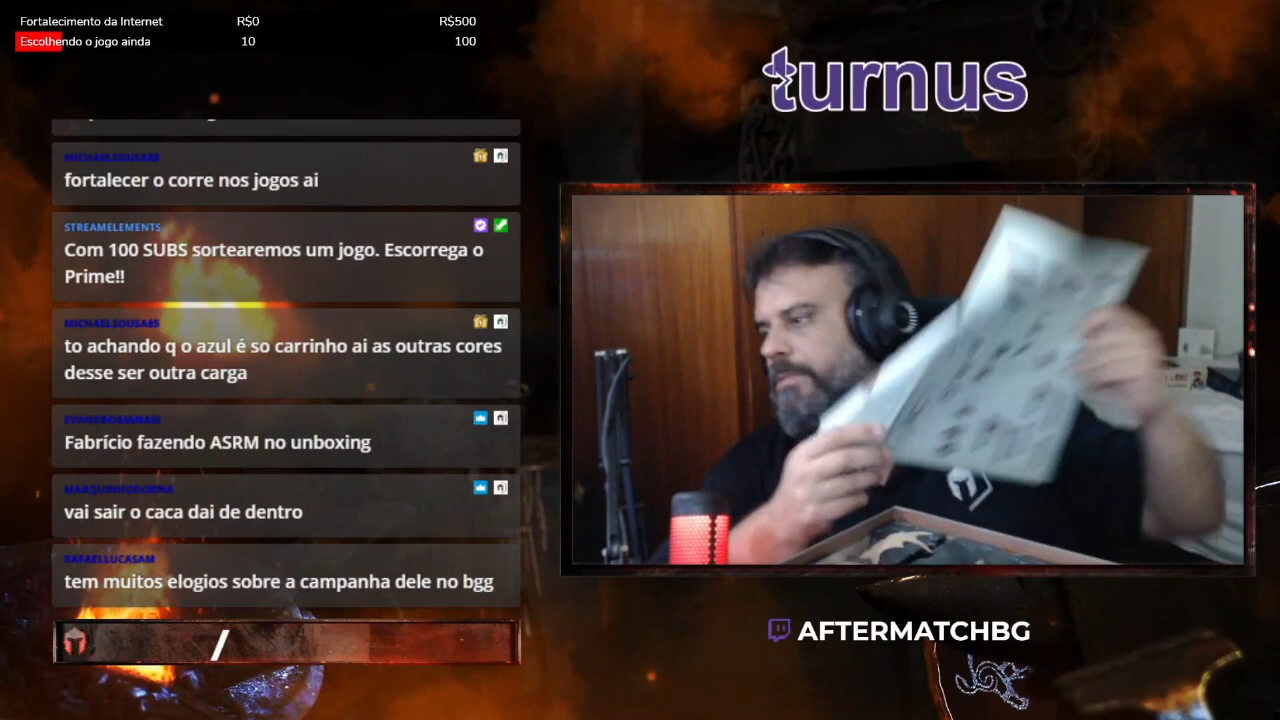 Fortalecimento da Internet R$0 R$500
Escolhendo o jogo ainda 10 100
turnus
MICHAELSOUSA85
fortalecer o corre nos jogos ai
STREAMELEMENTS
Com 100 SUBS sortearemos um jogo. Escorrega o
Prime!!
MICHAELSOUSA85
to achando q o azul é so carrinho ai as outras cores
desse ser outra carga
Fabrício fazendo ASRM no unboxing
vai sair o caca dai de dentro
RAFAELLUCASAM
tem muitos elogios sobre a campanha dele no bgg
/
AFTERMATCHBG